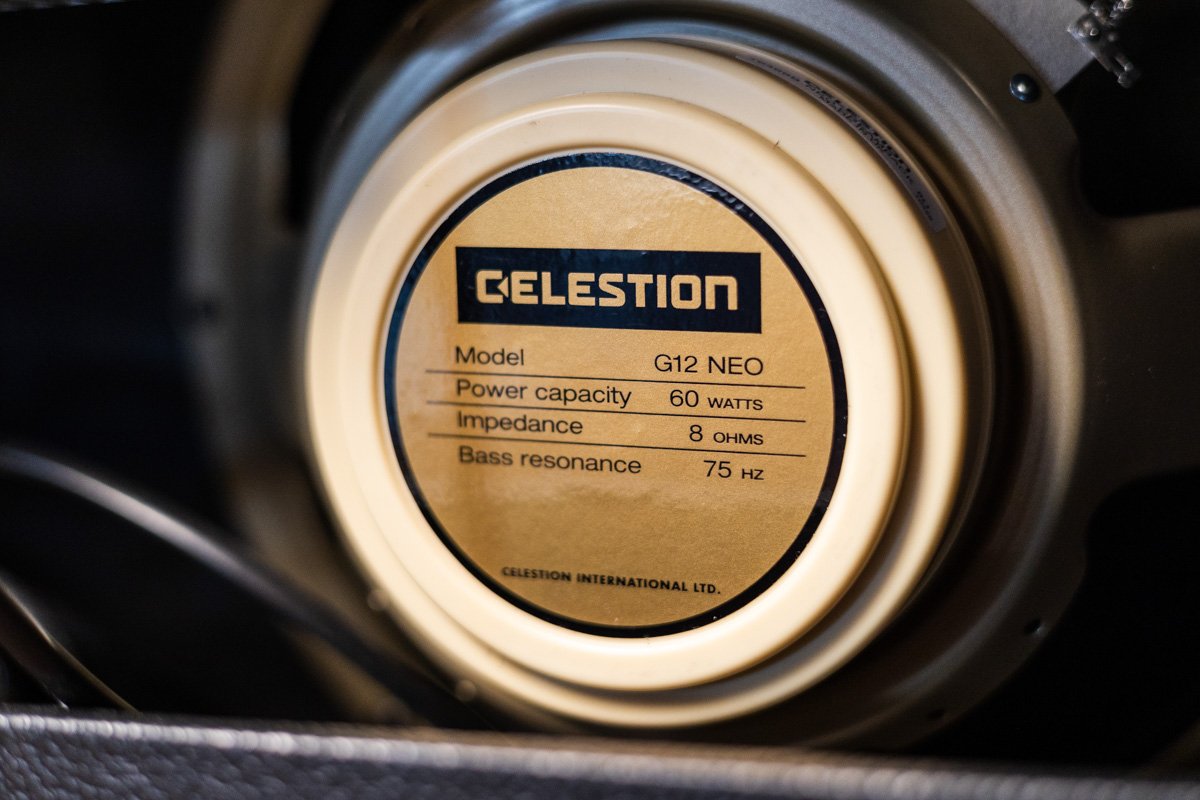 CELESTION
Model G12 NEO
Power capacity 60 WATTS
Impedance 8 OHMS
Bass resonance 75 HZ
CELESTION INTERNATIONAL LTD.